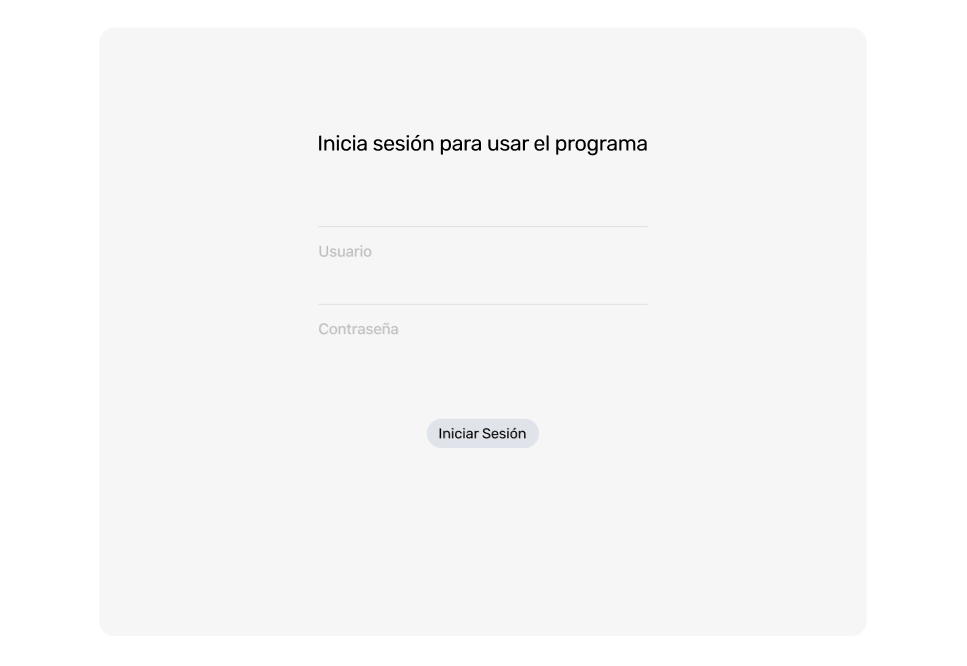 Inicia sesión para usar el programa
Usuario
Contraseña
Iniciar Sesión